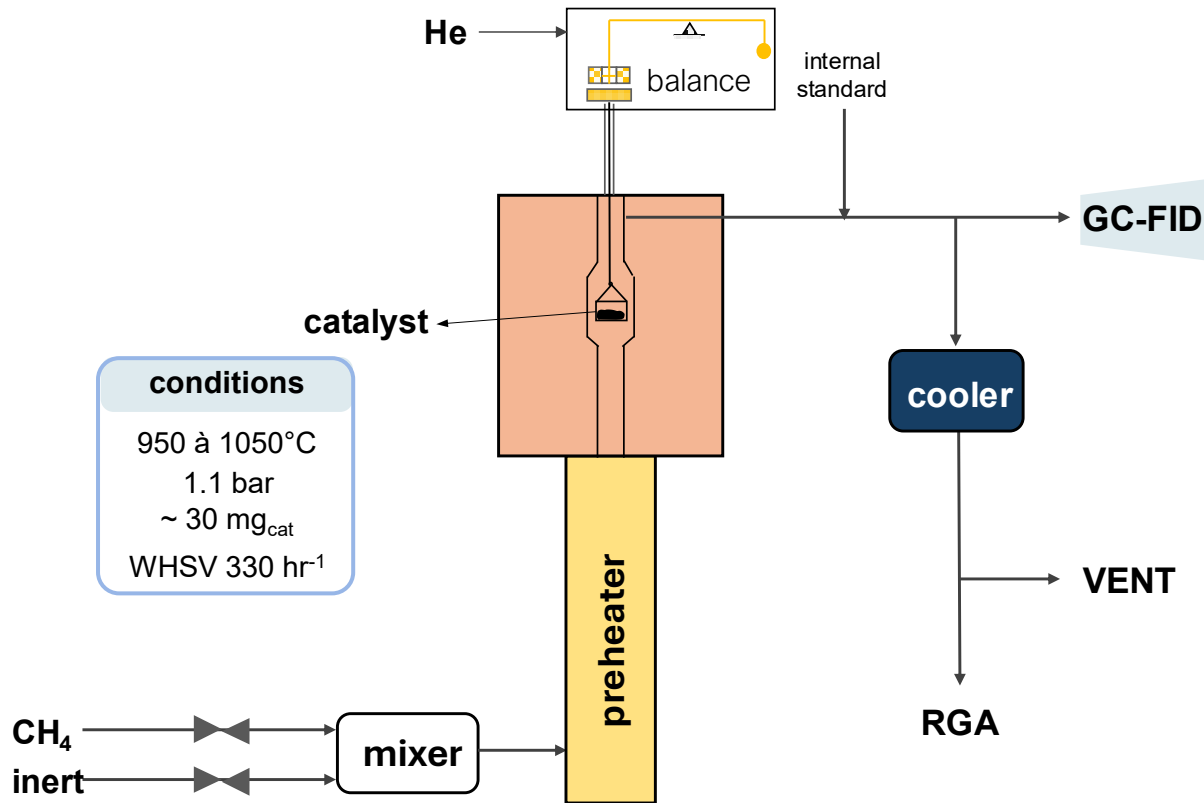 He
balance
internal
standard
GC-FID
catalyst
conditions
950 à 1050°C
1.1 bar
~ 30 mgcat
WHSV 330 hr-1
cooler
preheater
VENT
RGA
CH4
inert
mixer